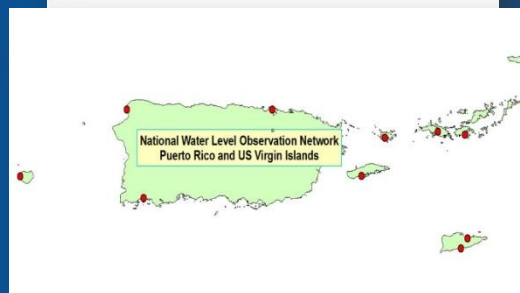 National Water Level Observation Network
Puerto Rico and US Virgin Islands